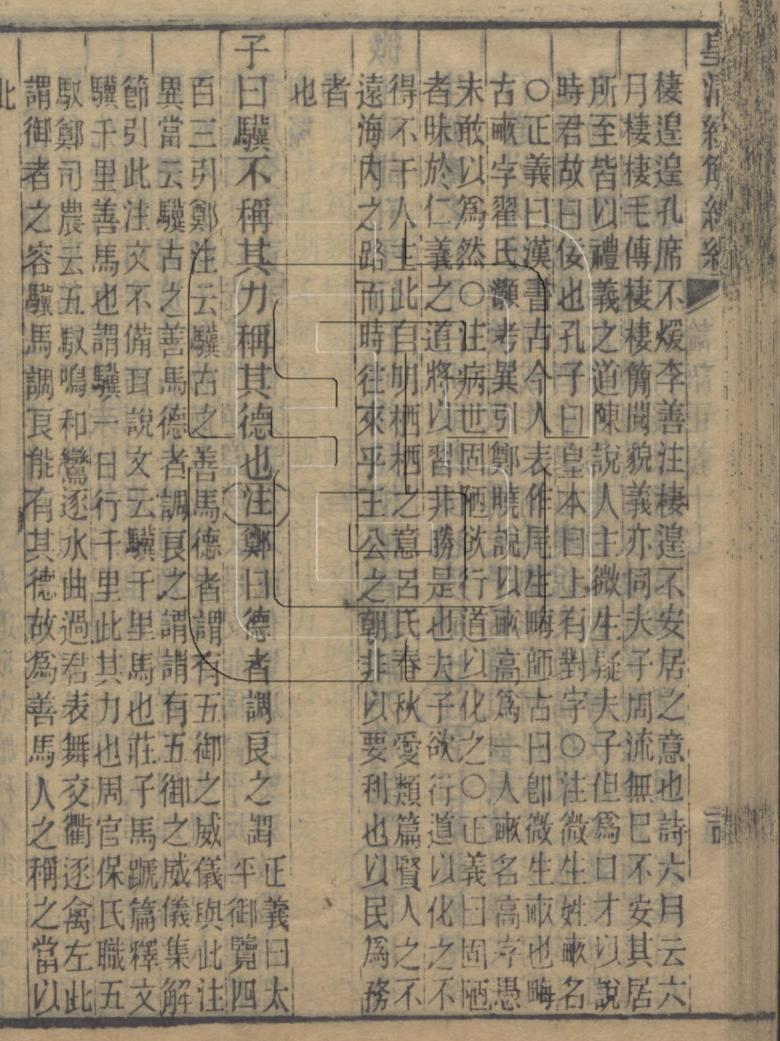 皇清經解續編
棲遑遑孔席不煖李善注棲遑不安居之意也詩六月云六
月棲棲毛傳棲棲簡閱貌義亦同夫子周流無已不安其居
所至皆以禮義之道陳說人主微生疑夫子但爲口才以說
時君故曰佞也孔子曰皇本曰上有對字○注微生姓畝名
○正義曰漢書古今人表作尾生畮師古曰卽微生畝也畮
古畝字翟氏灝考異引鄭曉說以畝高爲一人畝名高字愚
未敢以爲然○注病世固陋欲行道以化之○正義曰固陋
者昧於仁義之道將以習非勝是也夫子欲行道以化之不
得不干人主此自明栖栖之意呂氏春秋愛類篇賢人之不
遠海內之路而時往來乎王公之朝非以要利也以民爲務
者
也
子曰驥不稱其力稱其德也注鄭曰德者調良之謂正義曰太
平御覽四
百三引鄭注云驥古之善馬德者謂有五御之威儀與此注
異當云驥古之善馬德者調良之謂謂有五御之威儀集解
節引此注文不備耳說文云驥千里馬也莊子馬蹏篇釋文
驥千里善馬也謂驥一日行千里此其力也周官保氏職五
馭鄭司農云五馭鳴和鸞逐水曲過君表舞交衢逐禽左此
謂御者之容驥馬調良能有其德故爲善馬人之稱之當以
此